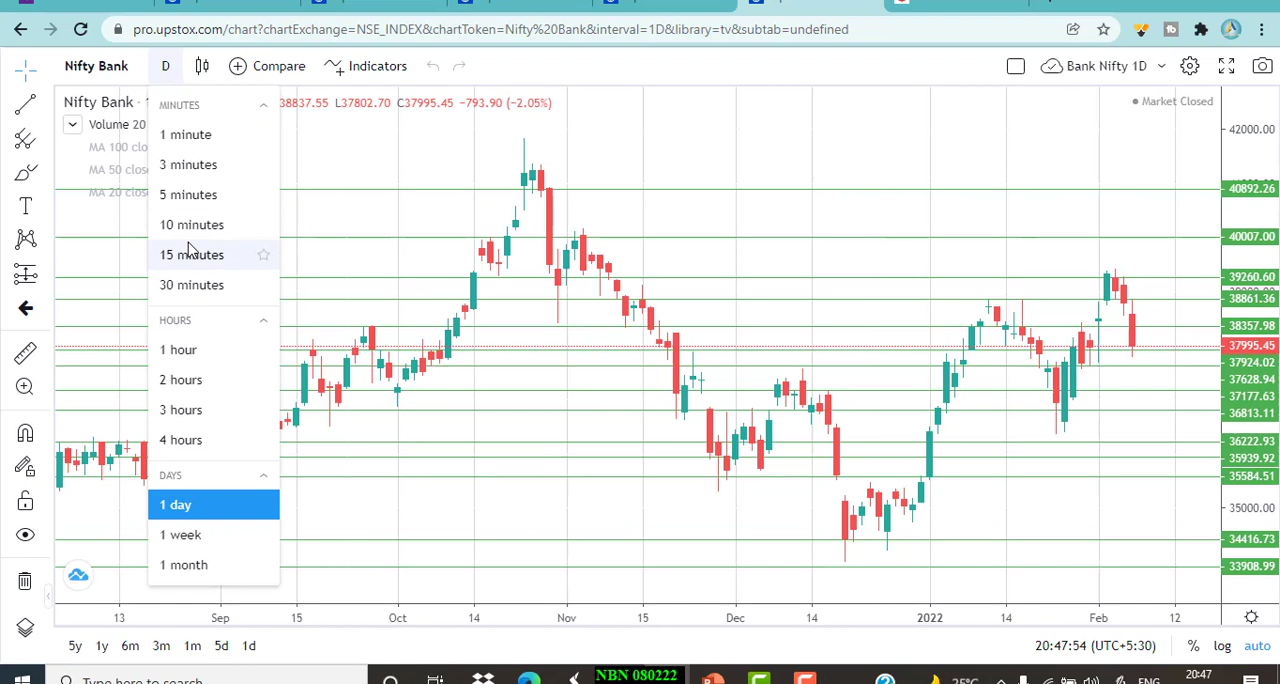 pro.upstox.com/chart?chartExchange=NSE_INDEX&chartToken=Nifty%20Bank&interval=1D&library=tv&subtab=undefined
Nifty Bank D Compare Indicators Bank Nifty 1D
Nifty Bank · 38837.55 L37802.70 C37995.45 −793.90 (−2.05%) Market Closed
Volume 20
MA 100 clo
MA 50 close
MA 20 close
MINUTES
1 minute
3 minutes
5 minutes
10 minutes
15 minutes
30 minutes
HOURS
1 hour
2 hours
3 hours
4 hours
DAYS
1 day
1 week
1 month
42000.00
40892.26
40007.00
39260.60
38861.36
38357.98
37995.45
37924.02
37628.94
37177.63
36813.11
36222.93
35939.92
35584.51
35000.00
34416.73
33908.99
13 Sep 15 Oct 14 Nov 15 Dec 14 2022 14 Feb 12
5y 1y 6m 3m 1m 5d 1d 20:47:54 (UTC+5:30) % log auto
Type here to search NBN 080222 25°C ENG 20:47